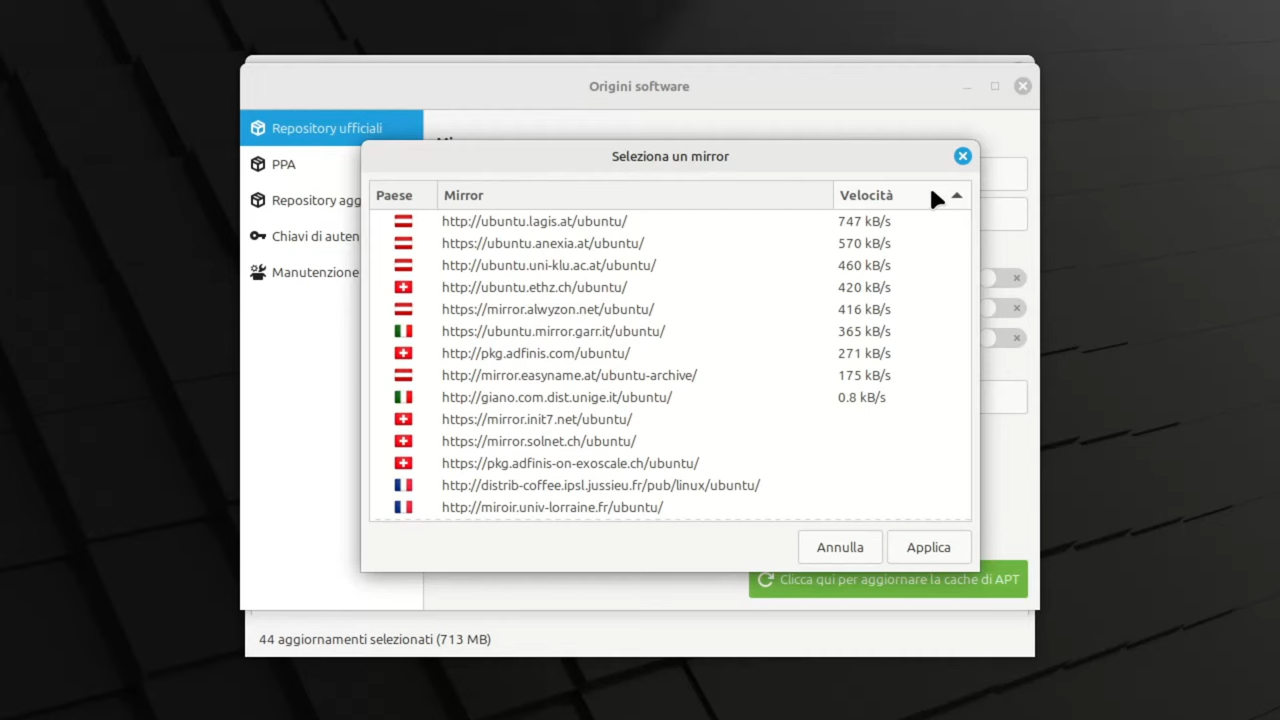 Origini software
Repository ufficiali
PPA
Repository agg
Chiavi di auten
Manutenzione
Seleziona un mirror
Paese Mirror Velocità
http://ubuntu.lagis.at/ubuntu/ 747 kB/s
https://ubuntu.anexia.at/ubuntu/ 570 kB/s
http://ubuntu.uni-klu.ac.at/ubuntu/ 460 kB/s
http://ubuntu.ethz.ch/ubuntu/ 420 kB/s
https://mirror.alwyzon.net/ubuntu/ 416 kB/s
https://ubuntu.mirror.garr.it/ubuntu/ 365 kB/s
http://pkg.adfinis.com/ubuntu/ 271 kB/s
http://mirror.easyname.at/ubuntu-archive/ 175 kB/s
http://giano.com.dist.unige.it/ubuntu/ 0.8 kB/s
https://mirror.init7.net/ubuntu/
https://mirror.solnet.ch/ubuntu/
https://pkg.adfinis-on-exoscale.ch/ubuntu/
http://distrib-coffee.ipsl.jussieu.fr/pub/linux/ubuntu/
http://miroir.univ-lorraine.fr/ubuntu/
Annulla Applica
Clicca qui per aggiornare la cache di APT
44 aggiornamenti selezionati (713 MB)